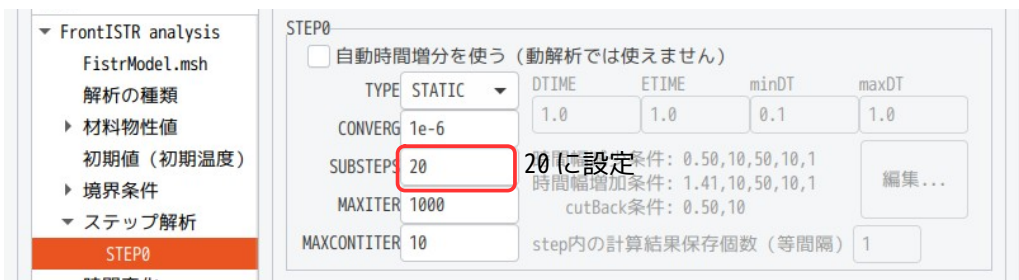 FrontISTR analysis
FistrModel.msh
解析の種類
材料物性値
初期値（初期温度）
境界条件
ステップ解析
STEP0
STEP0
自動時間増分を使う（動解析では使えません）
TYPE STATIC DTIME ETIME minDT maxDT
1.0 1.0 0.1 1.0
CONVERG 1e-6
SUBSTEPS 20 20に設定 条件: 0.50,10,50,10,1
時間幅増加条件: 1.41,10,50,10,1 編集...
MAXITER 1000 cutBack条件: 0.50,10
MAXCONTITER 10 step内の計算結果保存個数（等間隔） 1